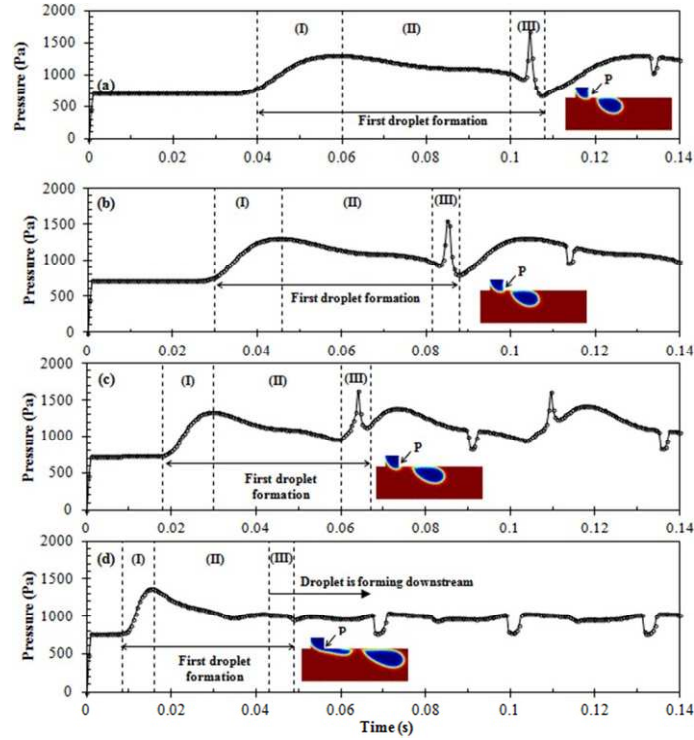 2000
1500
1000
500
0
Pressure (Pa)
(a)
(I)
(II)
(III)
First droplet formation
P
0 0.02 0.04 0.06 0.08 0.1 0.12 0.14
2000
1500
1000
500
0
Pressure (Pa)
(b)
(I)
(II)
(III)
First droplet formation
P
0 0.02 0.04 0.06 0.08 0.1 0.12 0.14
2000
1500
1000
500
0
Pressure (Pa)
(c)
(I)
(II)
(III)
First droplet
formation
P
0 0.02 0.04 0.06 0.08 0.1 0.12 0.14
2000
1500
1000
500
0
Pressure (Pa)
(d)
(I)
(II)
(III)
Droplet is forming downstream
First droplet
formation
P
0 0.02 0.04 0.06 0.08 0.1 0.12 0.14
Time (s)